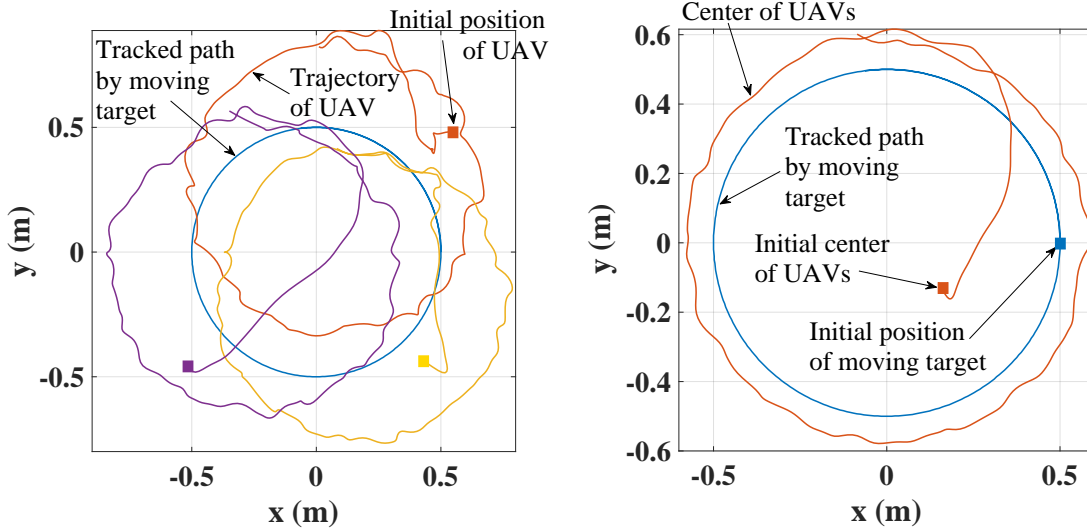 Initial position
of UAV
Tracked path
by moving
target
Trajectory
of UAV
0.5
0
-0.5
y (m)
-0.5
0
0.5
x (m)
Center of UAVs
0.6
0.4
0.2
0
-0.2
-0.4
-0.6
y (m)
Tracked path
by moving
target
Initial center
of UAVs
Initial position
of moving target
-0.5
0
0.5
x (m)